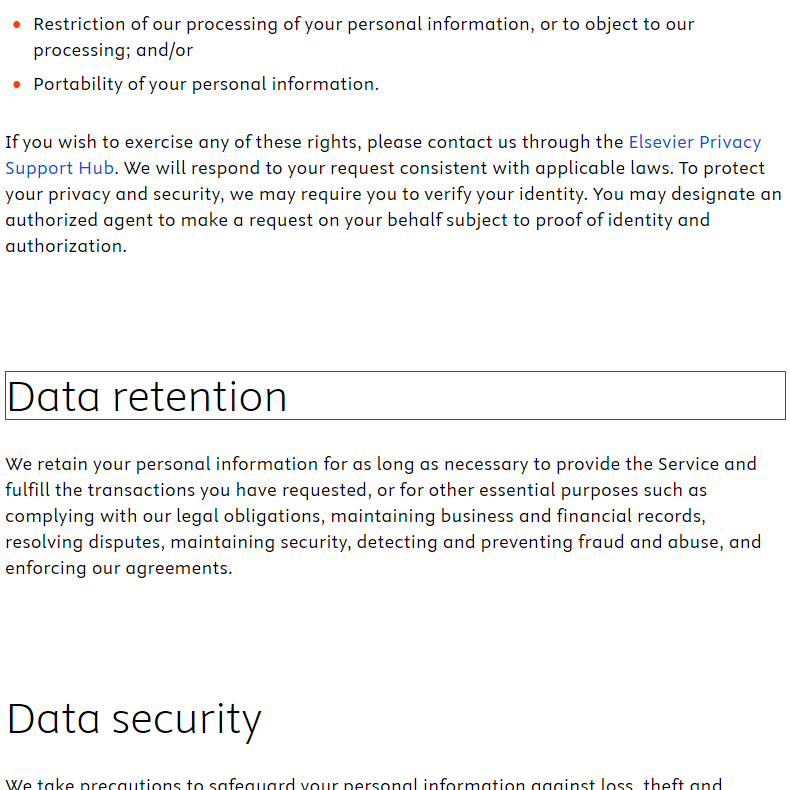 Restriction of our processing of your personal information, or to object to our
processing; and/or
Portability of your personal information.
If you wish to exercise any of these rights, please contact us through the Elsevier Privacy
Support Hub. We will respond to your request consistent with applicable laws. To protect
your privacy and security, we may require you to verify your identity. You may designate an
authorized agent to make a request on your behalf subject to proof of identity and
authorization.
Data retention
We retain your personal information for as long as necessary to provide the Service and
fulfill the transactions you have requested, or for other essential purposes such as
complying with our legal obligations, maintaining business and financial records,
resolving disputes, maintaining security, detecting and preventing fraud and abuse, and
enforcing our agreements.
Data security
We take precautions to safeguard your personal information against loss, theft and